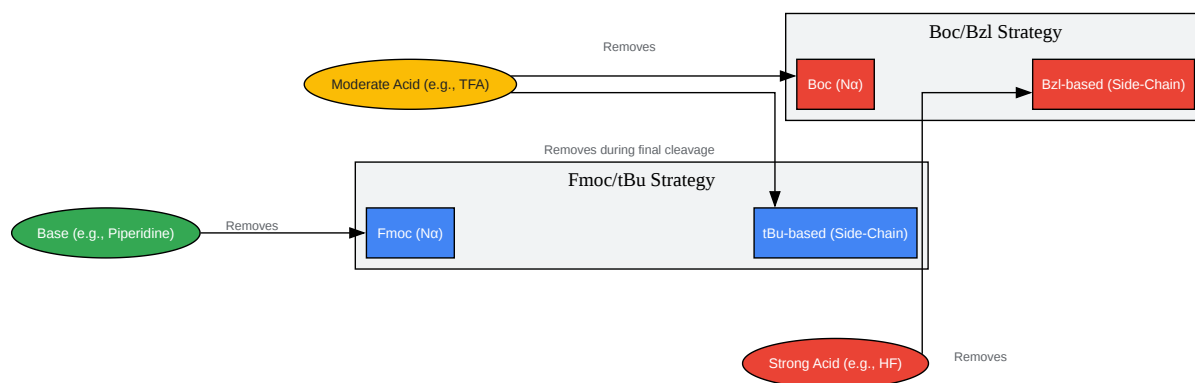 Boc/Bzl Strategy
Removes
Moderate Acid (e.g., TFA)
Boc (Nα)
Bzl-based (Side-Chain)
Removes during final cleavage
Fmoc/tBu Strategy
Base (e.g., Piperidine)
Removes
Fmoc (Nα)
tBu-based (Side-Chain)
Strong Acid (e.g., HF)
Removes